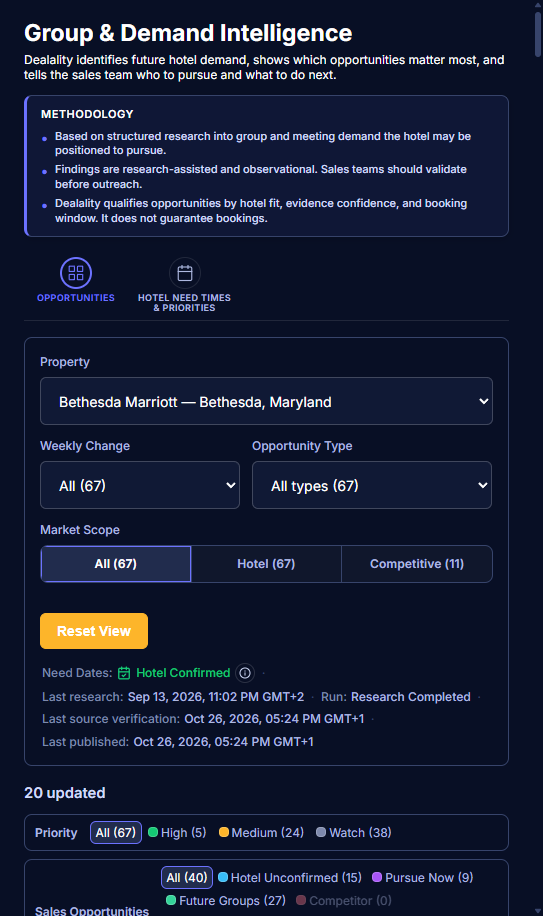 Group & Demand Intelligence
Dealality identifies future hotel demand, shows which opportunities matter most, and
tells the sales team who to pursue and what to do next.
METHODOLOGY
Based on structured research into group and meeting demand the hotel may be
positioned to pursue.
Findings are research-assisted and observational. Sales teams should validate
before outreach.
Dealality qualifies opportunities by hotel fit, evidence confidence, and booking
window. It does not guarantee bookings.
OPPORTUNITIES
HOTEL NEED TIMES
& PRIORITIES
Property
Bethesda Marriott — Bethesda, Maryland
Weekly Change
Opportunity Type
All (67)
All types (67)
Market Scope
All (67)
Hotel (67)
Competitive (11)
Reset View
Need Dates: Hotel Confirmed ·
Last research: Sep 13, 2026, 11:02 PM GMT+2 · Run: Research Completed ·
Last source verification: Oct 26, 2026, 05:24 PM GMT+1 ·
Last published: Oct 26, 2026, 05:24 PM GMT+1
20 updated
Priority All (67) High (5) Medium (24) Watch (38)
All (40) Hotel Unconfirmed (15) Pursue Now (9)
Future Groups (27) Competitor (0)
Sales Opportunities